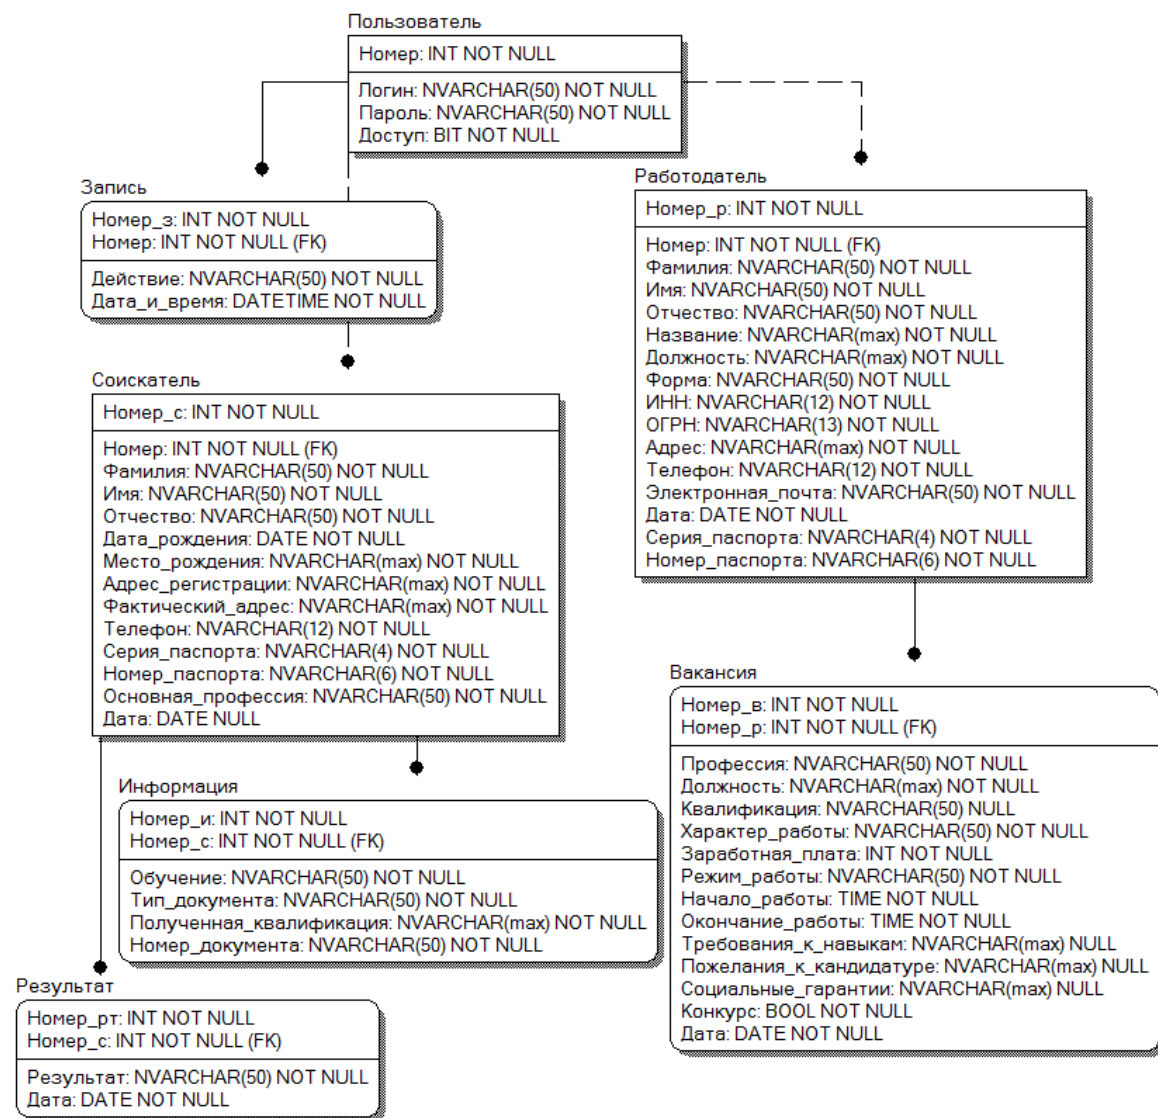 Пользователь
Номер: INT NOT NULL
Логин: NVARCHAR(50) NOT NULL
Пароль: NVARCHAR(50) NOT NULL
Доступ: BIT NOT NULL
Запись
Номер_з: INT NOT NULL
Номер: INT NOT NULL (FK)
Действие: NVARCHAR(50) NOT NULL
Дата_и_время: DATETIME NOT NULL
Работодатель
Номер_р: INT NOT NULL
Номер: INT NOT NULL (FK)
Фамилия: NVARCHAR(50) NOT NULL
Имя: NVARCHAR(50) NOT NULL
Отчество: NVARCHAR(50) NOT NULL
Название: NVARCHAR(max) NOT NULL
Должность: NVARCHAR(max) NOT NULL
Форма: NVARCHAR(50) NOT NULL
ИНН: NVARCHAR(12) NOT NULL
ОГРН: NVARCHAR(13) NOT NULL
Адрес: NVARCHAR(max) NOT NULL
Телефон: NVARCHAR(12) NOT NULL
Электронная_почта: NVARCHAR(50) NOT NULL
Дата: DATE NOT NULL
Серия_паспорта: NVARCHAR(4) NOT NULL
Номер_паспорта: NVARCHAR(6) NOT NULL
Соискатель
Номер_с: INT NOT NULL
Номер: INT NOT NULL (FK)
Фамилия: NVARCHAR(50) NOT NULL
Имя: NVARCHAR(50) NOT NULL
Отчество: NVARCHAR(50) NOT NULL
Дата_рождения: DATE NOT NULL
Место_рождения: NVARCHAR(max) NOT NULL
Адрес_регистрации: NVARCHAR(max) NOT NULL
Фактический_адрес: NVARCHAR(max) NOT NULL
Телефон: NVARCHAR(12) NOT NULL
Серия_паспорта: NVARCHAR(4) NOT NULL
Номер_паспорта: NVARCHAR(6) NOT NULL
Основная_профессия: NVARCHAR(50) NOT NULL
Дата: DATE NULL
Вакансия
Номер_в: INT NOT NULL
Номер_р: INT NOT NULL (FK)
Профессия: NVARCHAR(50) NOT NULL
Должность: NVARCHAR(max) NOT NULL
Квалификация: NVARCHAR(50) NULL
Характер_работы: NVARCHAR(50) NOT NULL
Заработная_плата: INT NOT NULL
Режим_работы: NVARCHAR(50) NOT NULL
Начало_работы: TIME NOT NULL
Окончание_работы: TIME NOT NULL
Требования_к_навыкам: NVARCHAR(max) NULL
Пожелания_к_кандидатуре: NVARCHAR(max) NULL
Социальные_гарантии: NVARCHAR(max) NULL
Конкурс: BOOL NOT NULL
Дата: DATE NOT NULL
Информация
Номер_и: INT NOT NULL
Номер_с: INT NOT NULL (FK)
Обучение: NVARCHAR(50) NOT NULL
Тип_документа: NVARCHAR(50) NOT NULL
Полученная_квалификация: NVARCHAR(max) NOT NULL
Номер_документа: NVARCHAR(50) NOT NULL
Результат
Номер_рт: INT NOT NULL
Номер_с: INT NOT NULL (FK)
Результат: NVARCHAR(50) NOT NULL
Дата: DATE NOT NULL